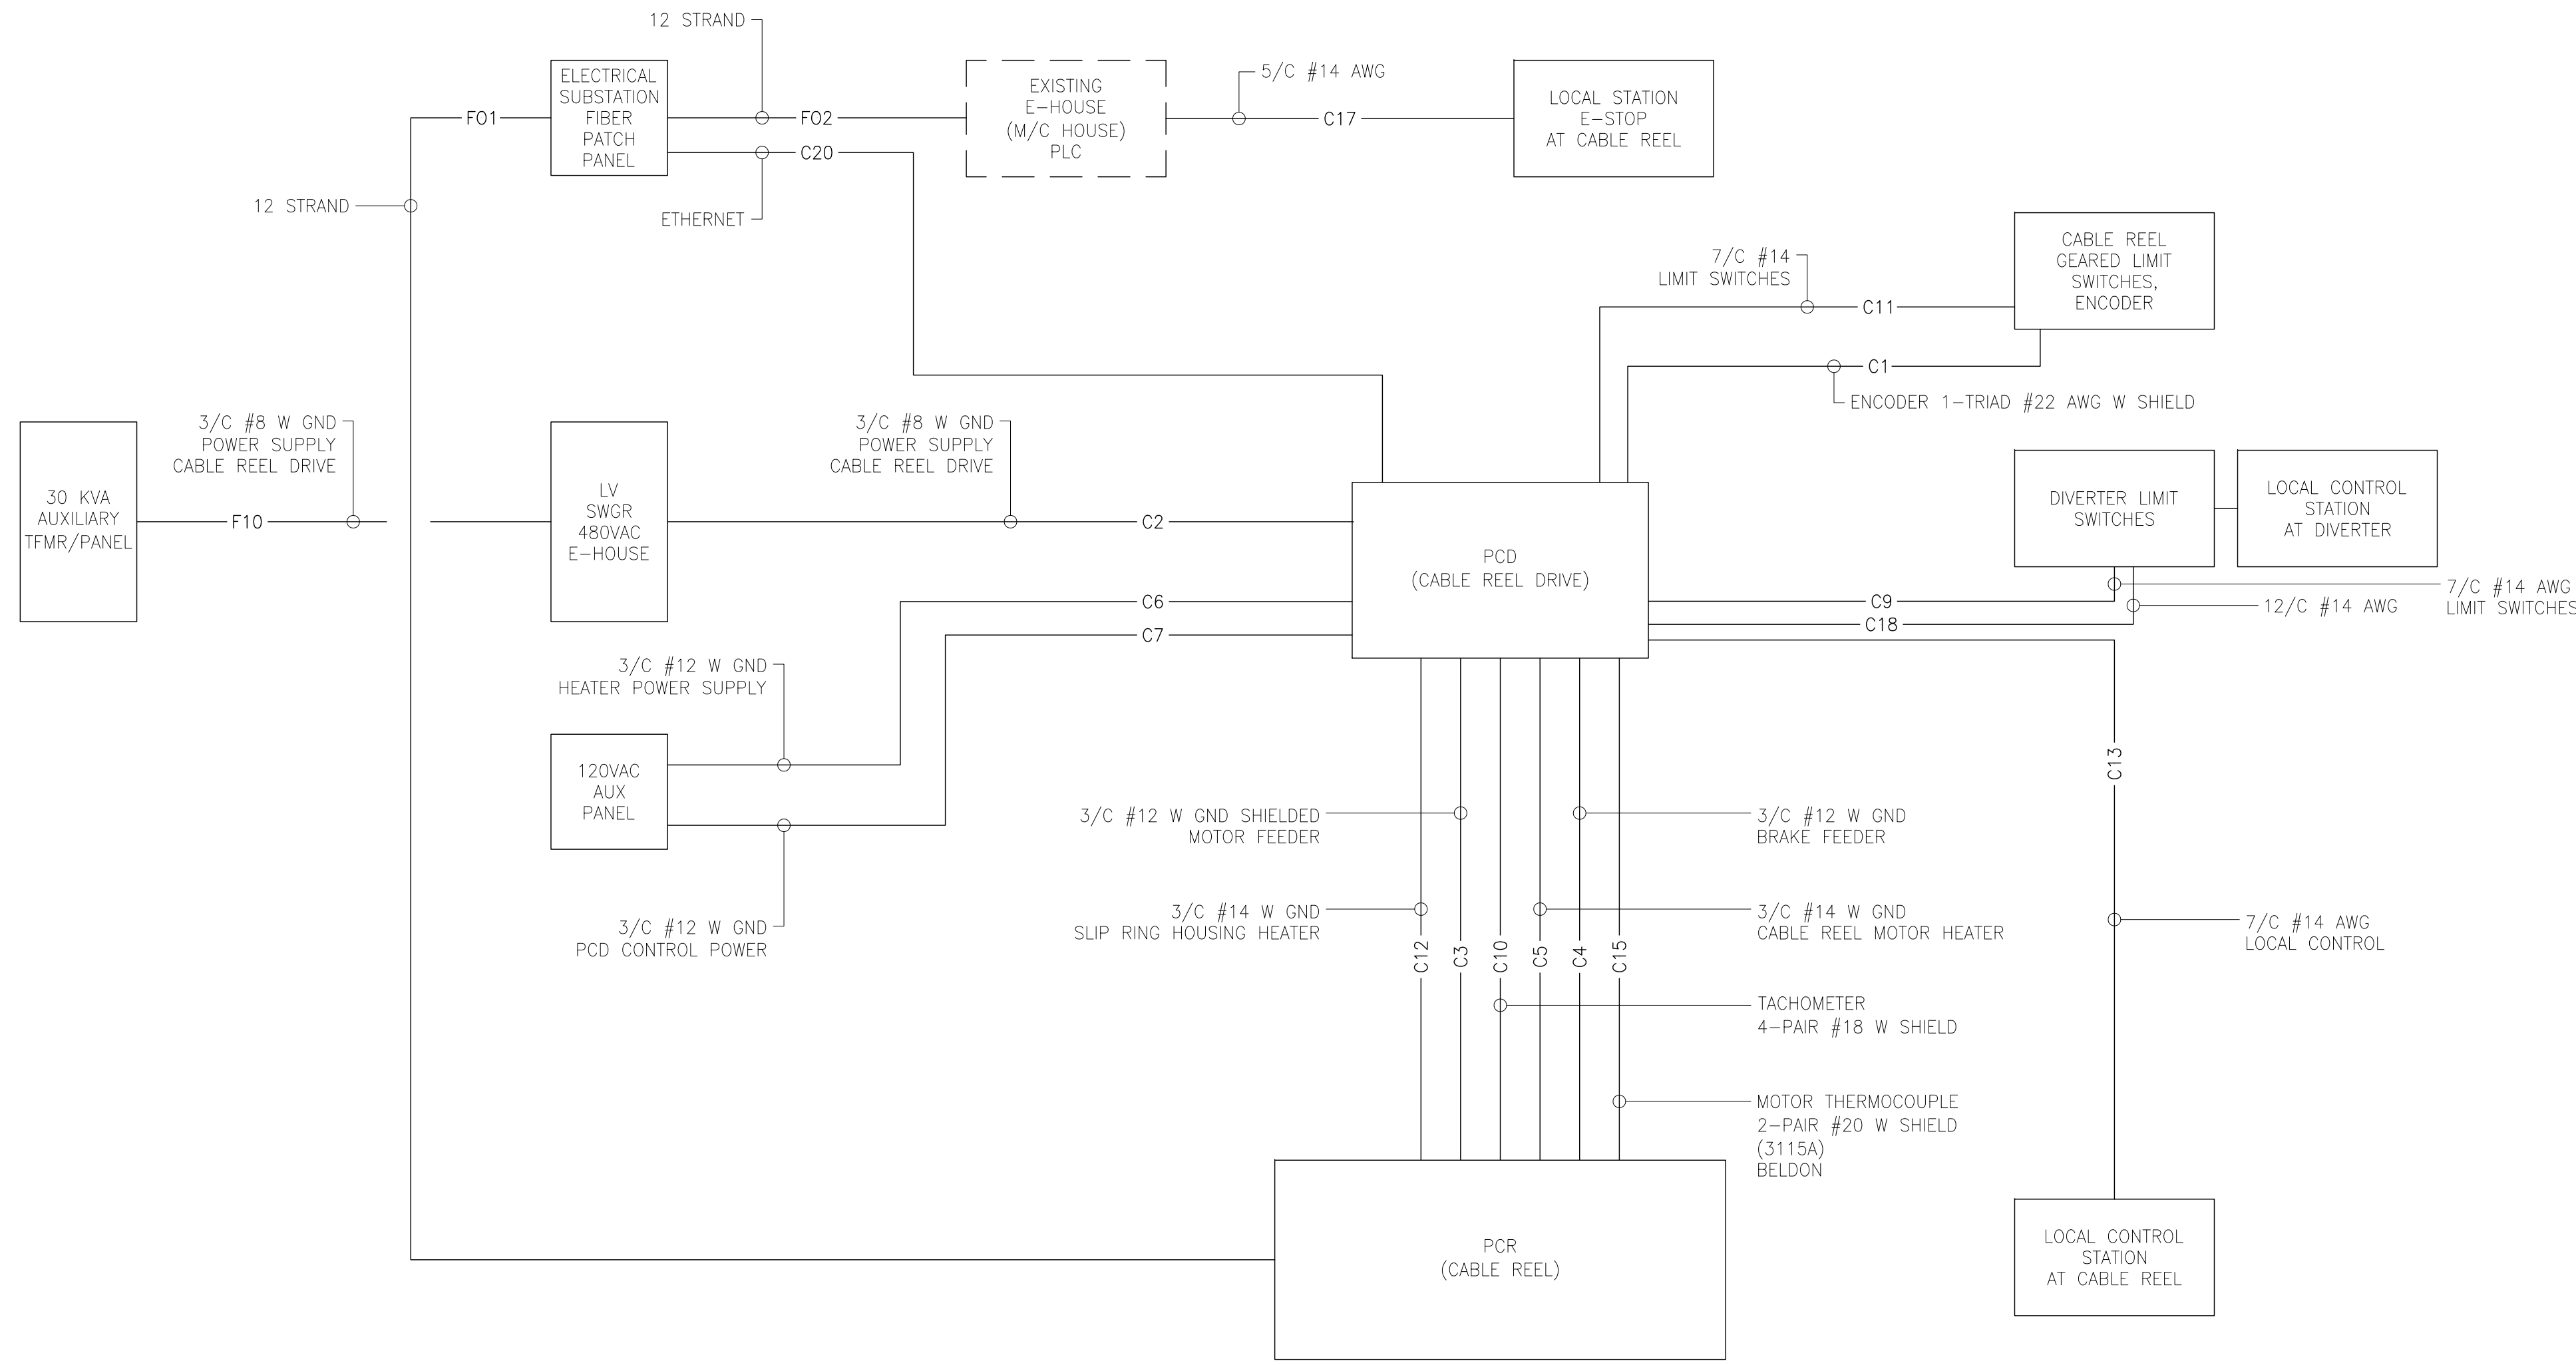 12 STRAND
ELECTRICAL
SUBSTATION
FIBER
PATCH
PANEL
FO1
FO2
C20
ETHERNET
12 STRAND
EXISTING
E-HOUSE
(M/C HOUSE)
PLC
5/C #14 AWG
C17
LOCAL STATION
E-STOP
AT CABLE REEL
7/C #14
LIMIT SWITCHES
C11
CABLE REEL
GEARED LIMIT
SWITCHES,
ENCODER
C1
ENCODER 1-TRIAD #22 AWG W SHIELD
30 KVA
AUXILIARY
TFMR/PANEL
3/C #8 W GND
POWER SUPPLY
CABLE REEL DRIVE
F10
LV
SWGR
480VAC
E-HOUSE
3/C #8 W GND
POWER SUPPLY
CABLE REEL DRIVE
C2
PCD
(CABLE REEL DRIVE)
DIVERTER LIMIT
SWITCHES
LOCAL CONTROL
STATION
AT DIVERTER
C6
C7
C9
C18
7/C #14 AWG
LIMIT SWITCHES
12/C #14 AWG
3/C #12 W GND
HEATER POWER SUPPLY
120VAC
AUX
PANEL
3/C #12 W GND
PCD CONTROL POWER
3/C #12 W GND SHIELDED
MOTOR FEEDER
3/C #14 W GND
SLIP RING HOUSING HEATER
C12
C3
C10
C5
C4
C15
3/C #12 W GND
BRAKE FEEDER
3/C #14 W GND
CABLE REEL MOTOR HEATER
TACHOMETER
4-PAIR #18 W SHIELD
MOTOR THERMOCOUPLE
2-PAIR #20 W SHIELD
(3115A)
BELDON
C13
7/C #14 AWG
LOCAL CONTROL
PCR
(CABLE REEL)
LOCAL CONTROL
STATION
AT CABLE REEL